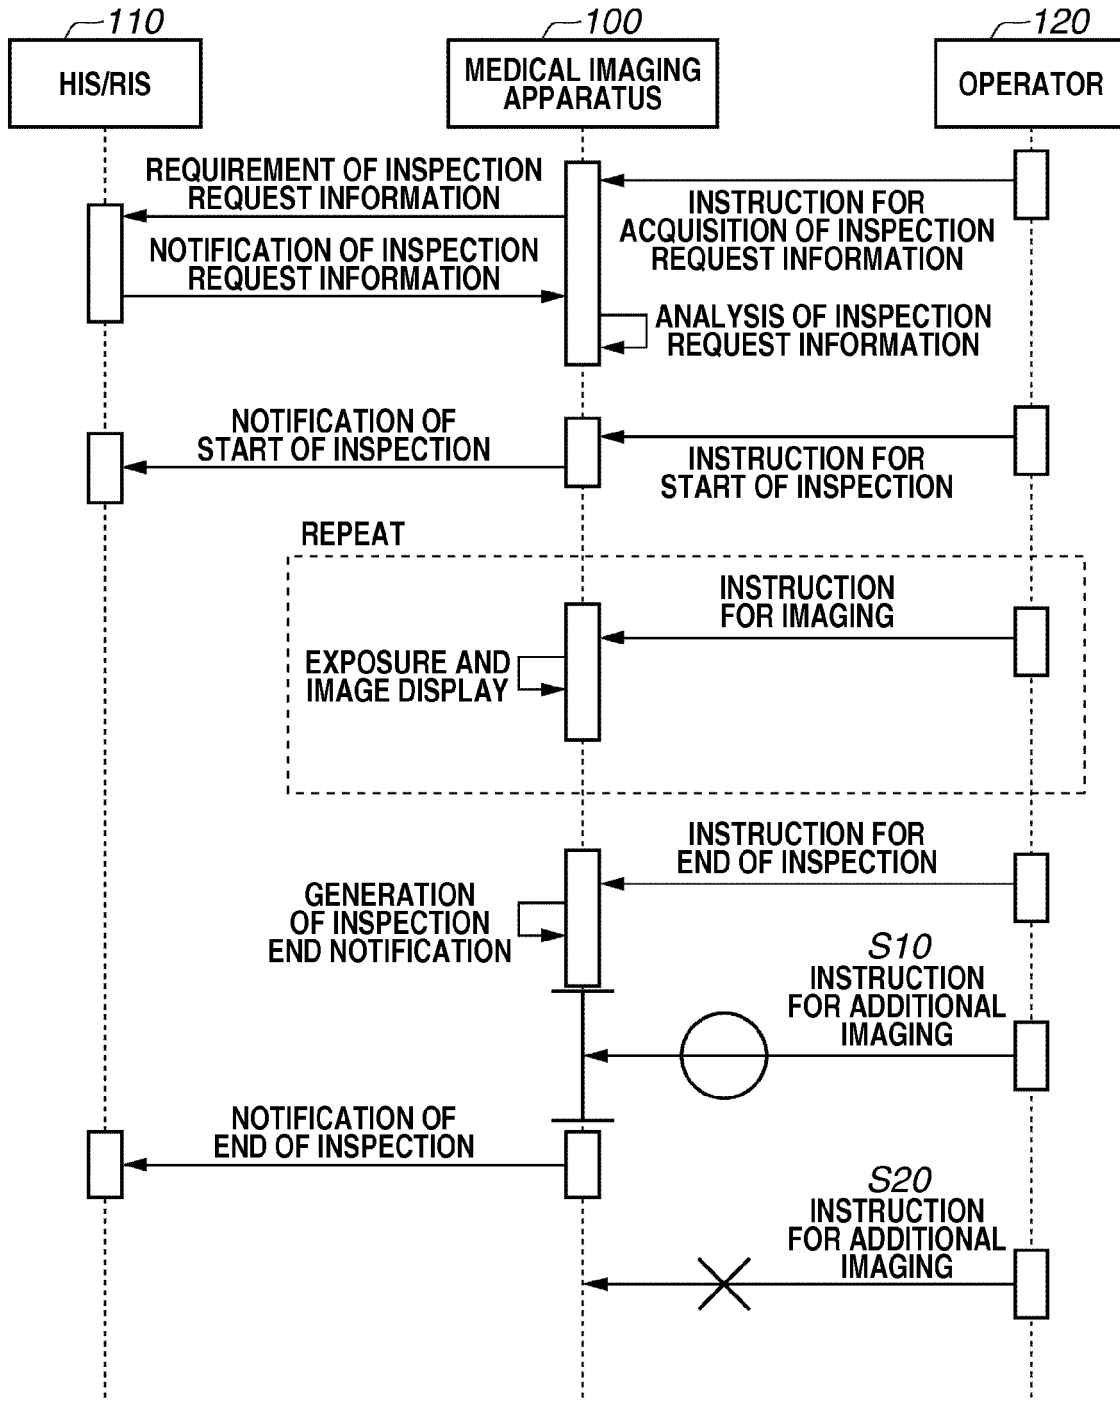 110
100
120
HIS/RIS
MEDICAL IMAGING
APPARATUS
OPERATOR
REQUIREMENT OF INSPECTION
REQUEST INFORMATION
INSTRUCTION FOR
ACQUISITION OF INSPECTION
REQUEST INFORMATION
NOTIFICATION OF INSPECTION
REQUEST INFORMATION
ANALYSIS OF INSPECTION
REQUEST INFORMATION
NOTIFICATION OF
START OF INSPECTION
INSTRUCTION FOR
START OF INSPECTION
REPEAT
INSTRUCTION
FOR IMAGING
EXPOSURE AND
IMAGE DISPLAY
INSTRUCTION FOR
END OF INSPECTION
GENERATION
OF INSPECTION
END NOTIFICATION
S10
INSTRUCTION
FOR ADDITIONAL
IMAGING
NOTIFICATION OF
END OF INSPECTION
S20
INSTRUCTION
FOR ADDITIONAL
IMAGING